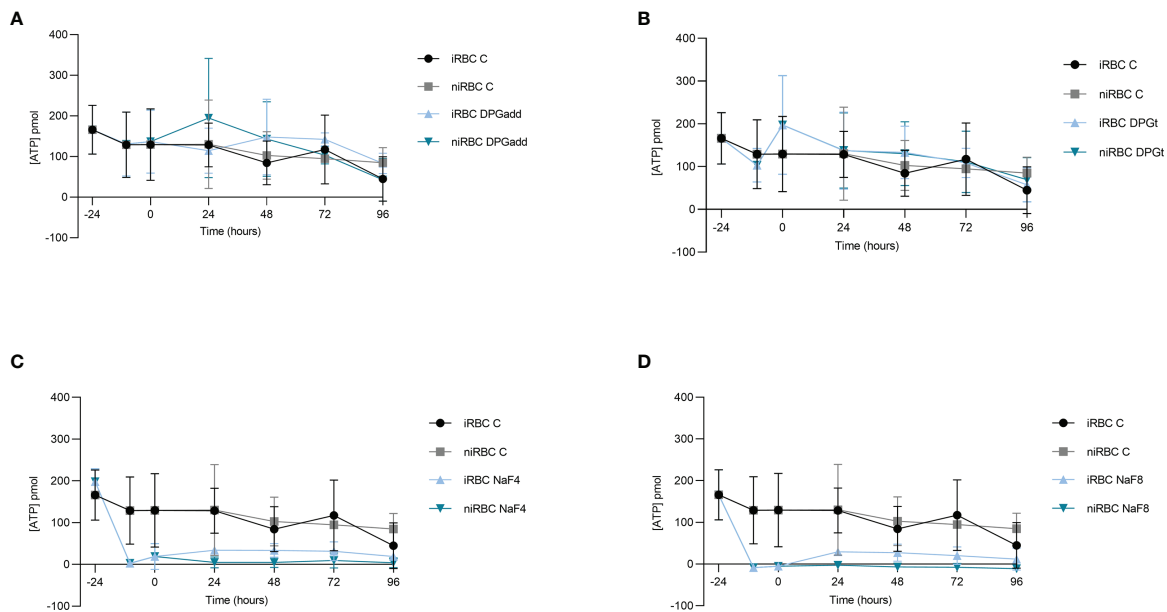 A
400
300
200
100
0
-100
[ATP] pmol
-24
0
24
48
72
96
Time (hours)
iRBC C
niRBC C
iRBC DPGadd
niRBC DPGadd
B
400
300
200
100
0
-100
[ATP] pmol
-24
0
24
48
72
96
Time (hours)
iRBC C
niRBC C
iRBC DPGt
niRBC DPGt
C
400
300
200
100
0
-100
[ATP] pmol
-24
0
24
48
72
96
Time (hours)
iRBC C
niRBC C
iRBC NaF4
niRBC NaF4
D
400
300
200
100
0
-100
[ATP] pmol
-24
0
24
48
72
96
Time (hours)
iRBC C
niRBC C
iRBC NaF8
niRBC NaF8